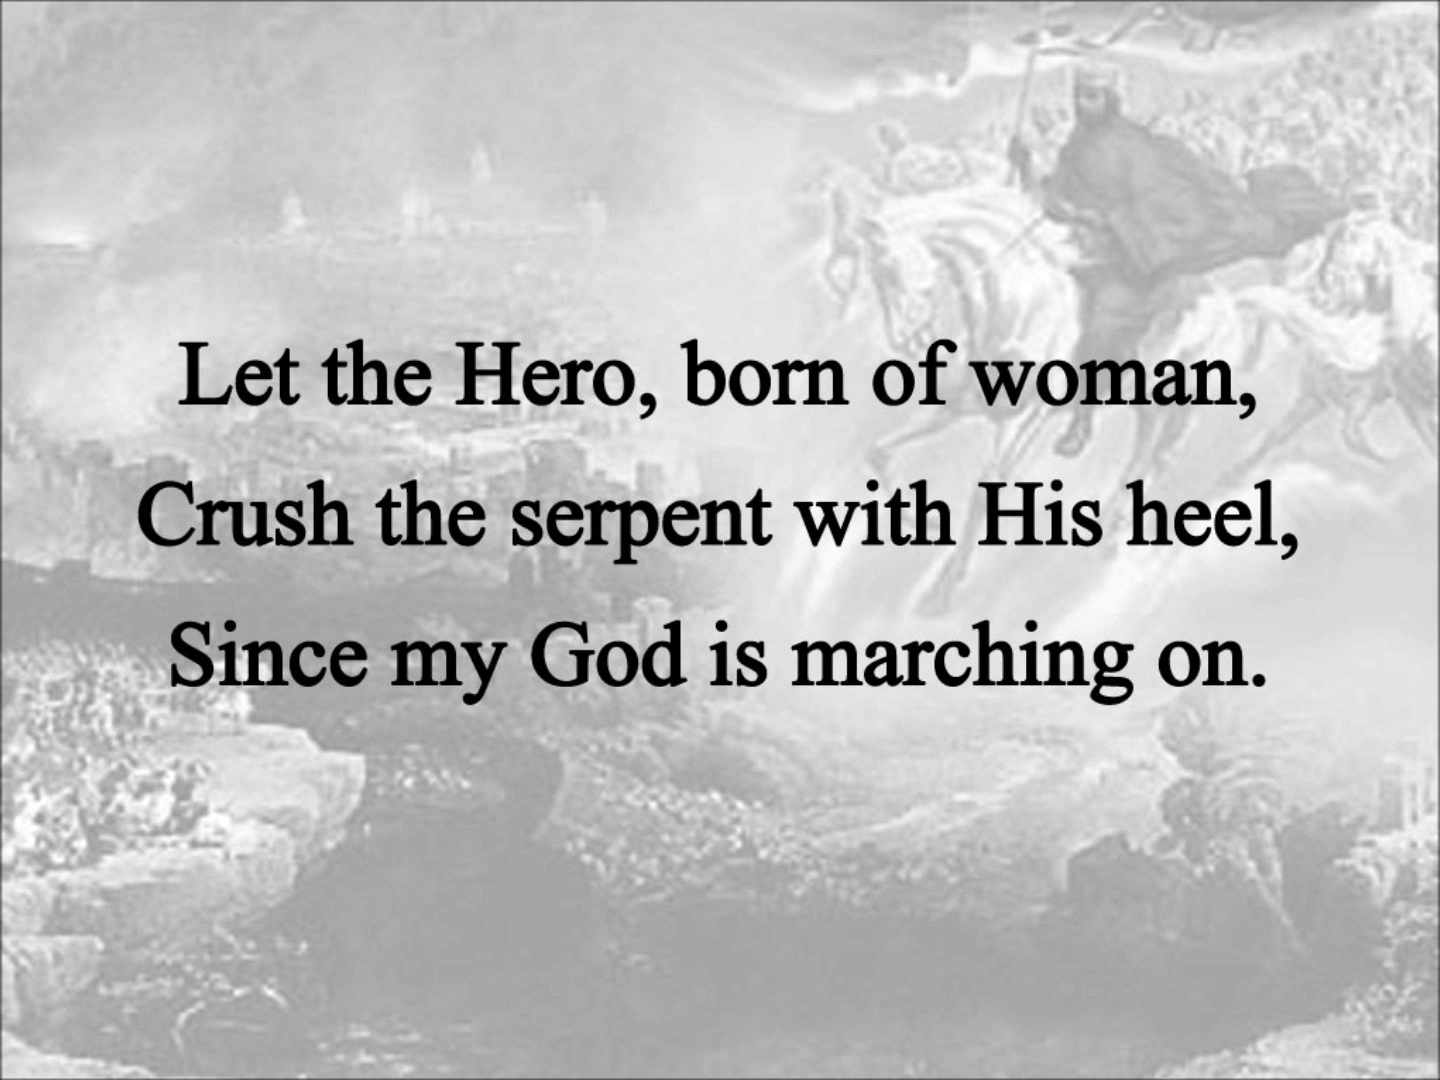 Let the Hero, born of woman,
Crush the serpent with His heel,
Since my God is marching on.